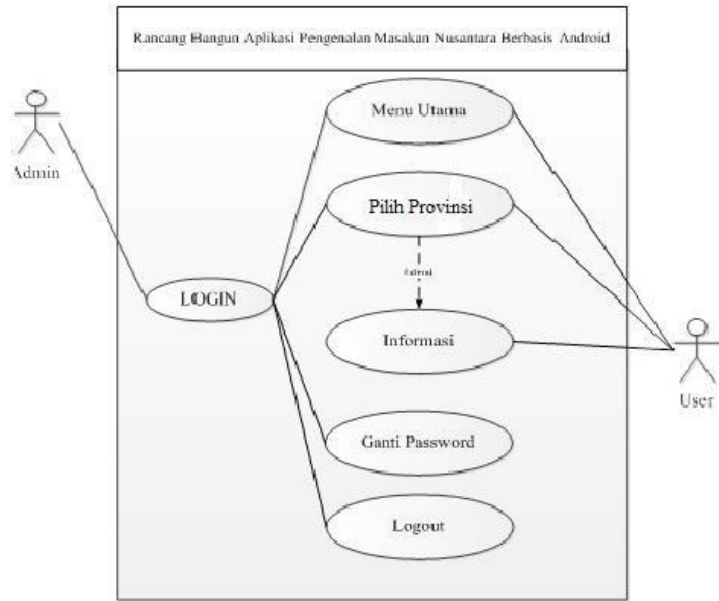 Rancang Bangun Aplikasi Pengenalan Masakan Nusantara Berbasis Android
Menu Utama
Admin
Pilih Provinsi
LOGIN
Informasi
User
Ganti Password
Logout